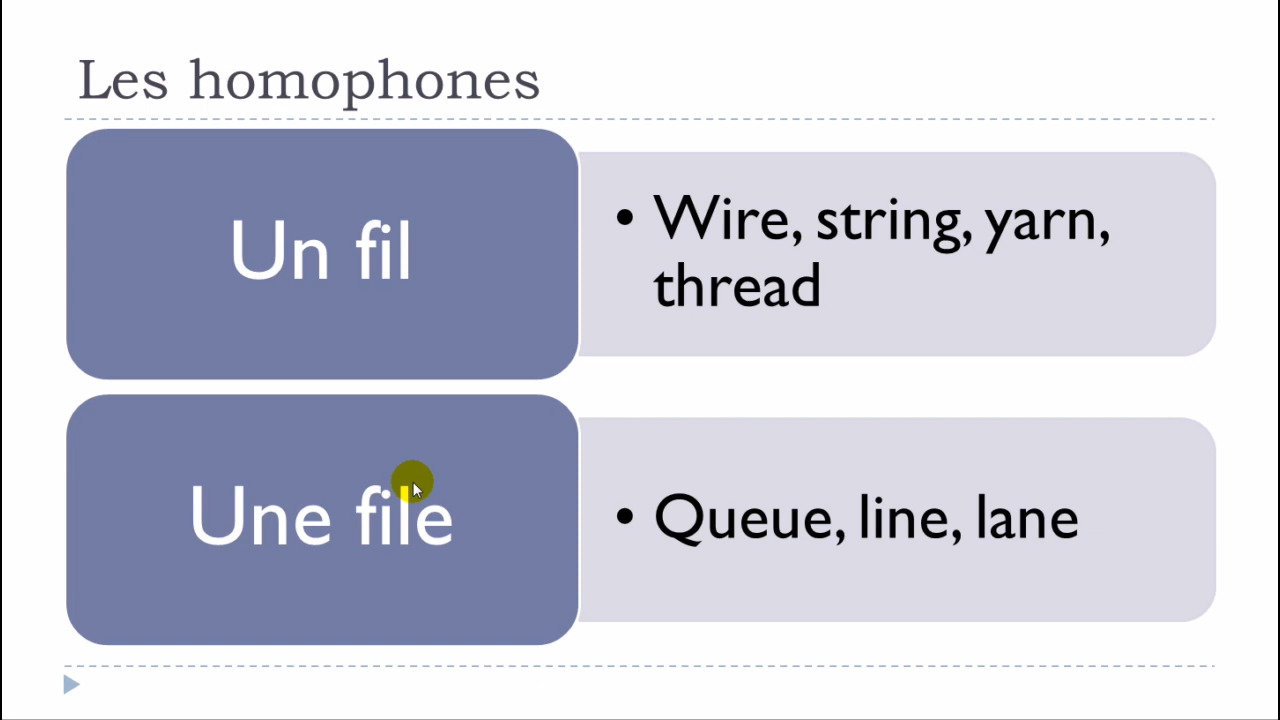 Les homophones
Un fil
• Wire, string, yarn,
thread
Une file
• Queue, line, lane